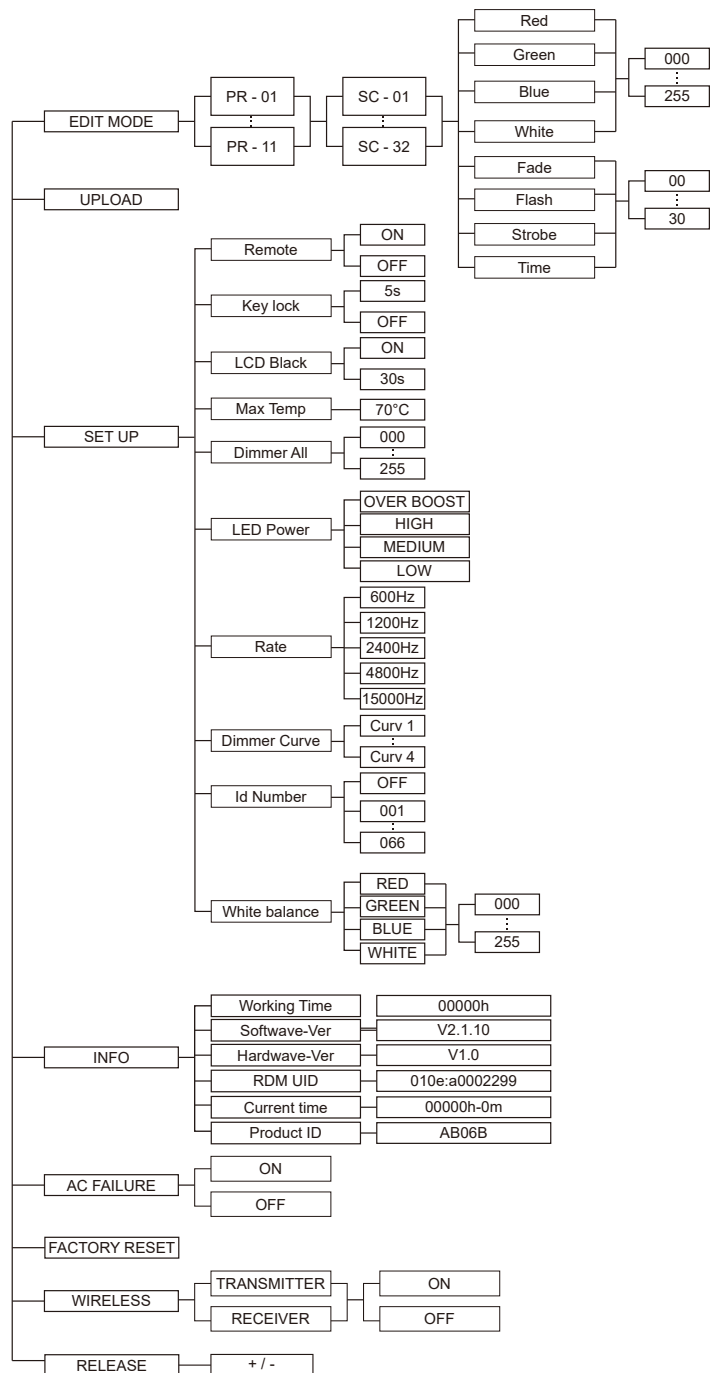 EDIT MODE
PR - 01
PR - 11
SC - 01
SC - 32
Red
Green
Blue
White
000
255
Fade
Flash
Strobe
Time
00
30
UPLOAD
SET UP
Remote
ON
OFF
Key lock
5s
OFF
LCD Black
ON
30s
Max Temp
70°C
Dimmer All
000
255
LED Power
OVER BOOST
HIGH
MEDIUM
LOW
Rate
600Hz
1200Hz
2400Hz
4800Hz
15000Hz
Dimmer Curve
Curv 1
Curv 4
Id Number
OFF
001
066
White balance
RED
GREEN
BLUE
WHITE
000
255
INFO
Working Time 00000h
Softwave-Ver V2.1.10
Hardwave-Ver V1.0
RDM UID 010e:a0002299
Current time 00000h-0m
Product ID AB06B
AC FAILURE
ON
OFF
FACTORY RESET
WIRELESS
TRANSMITTER
RECEIVER
ON
OFF
RELEASE
+ / -